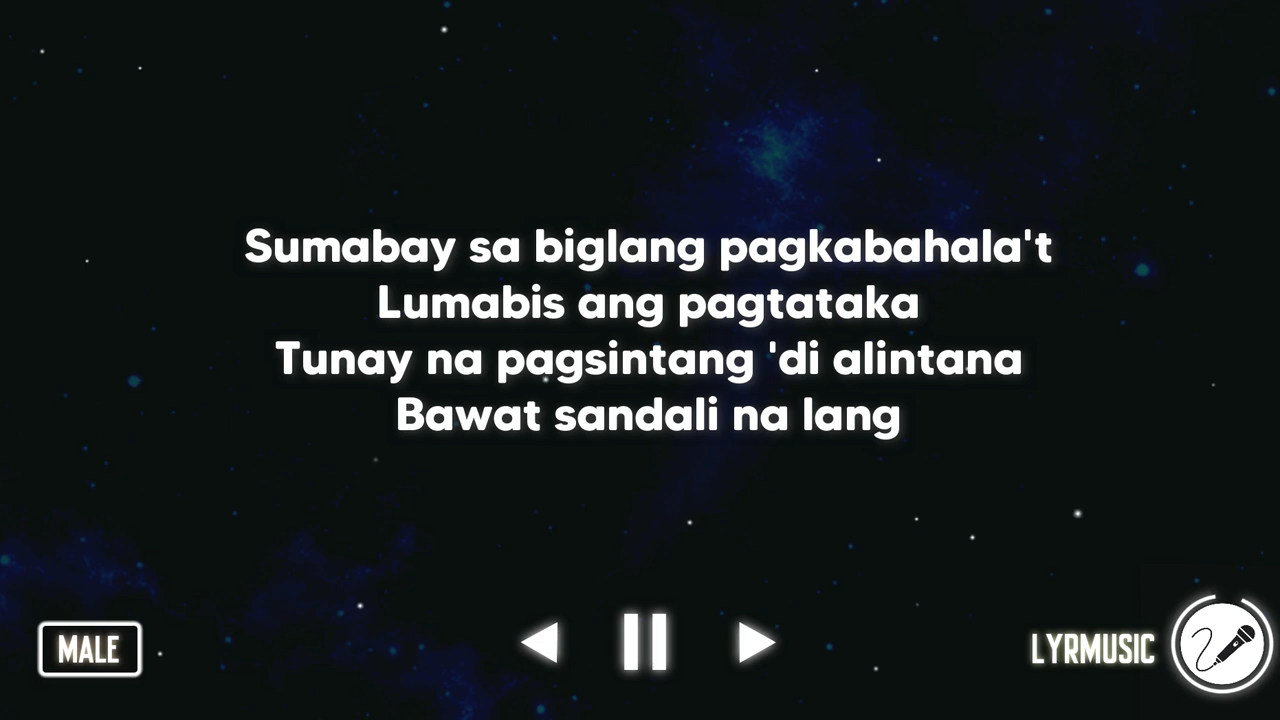 Sumabay sa biglang pagkabahala't
Lumabis ang pagtataka
Tunay na pagsintang 'di alintana
Bawat sandali na lang
MALE
LYRMUSIC